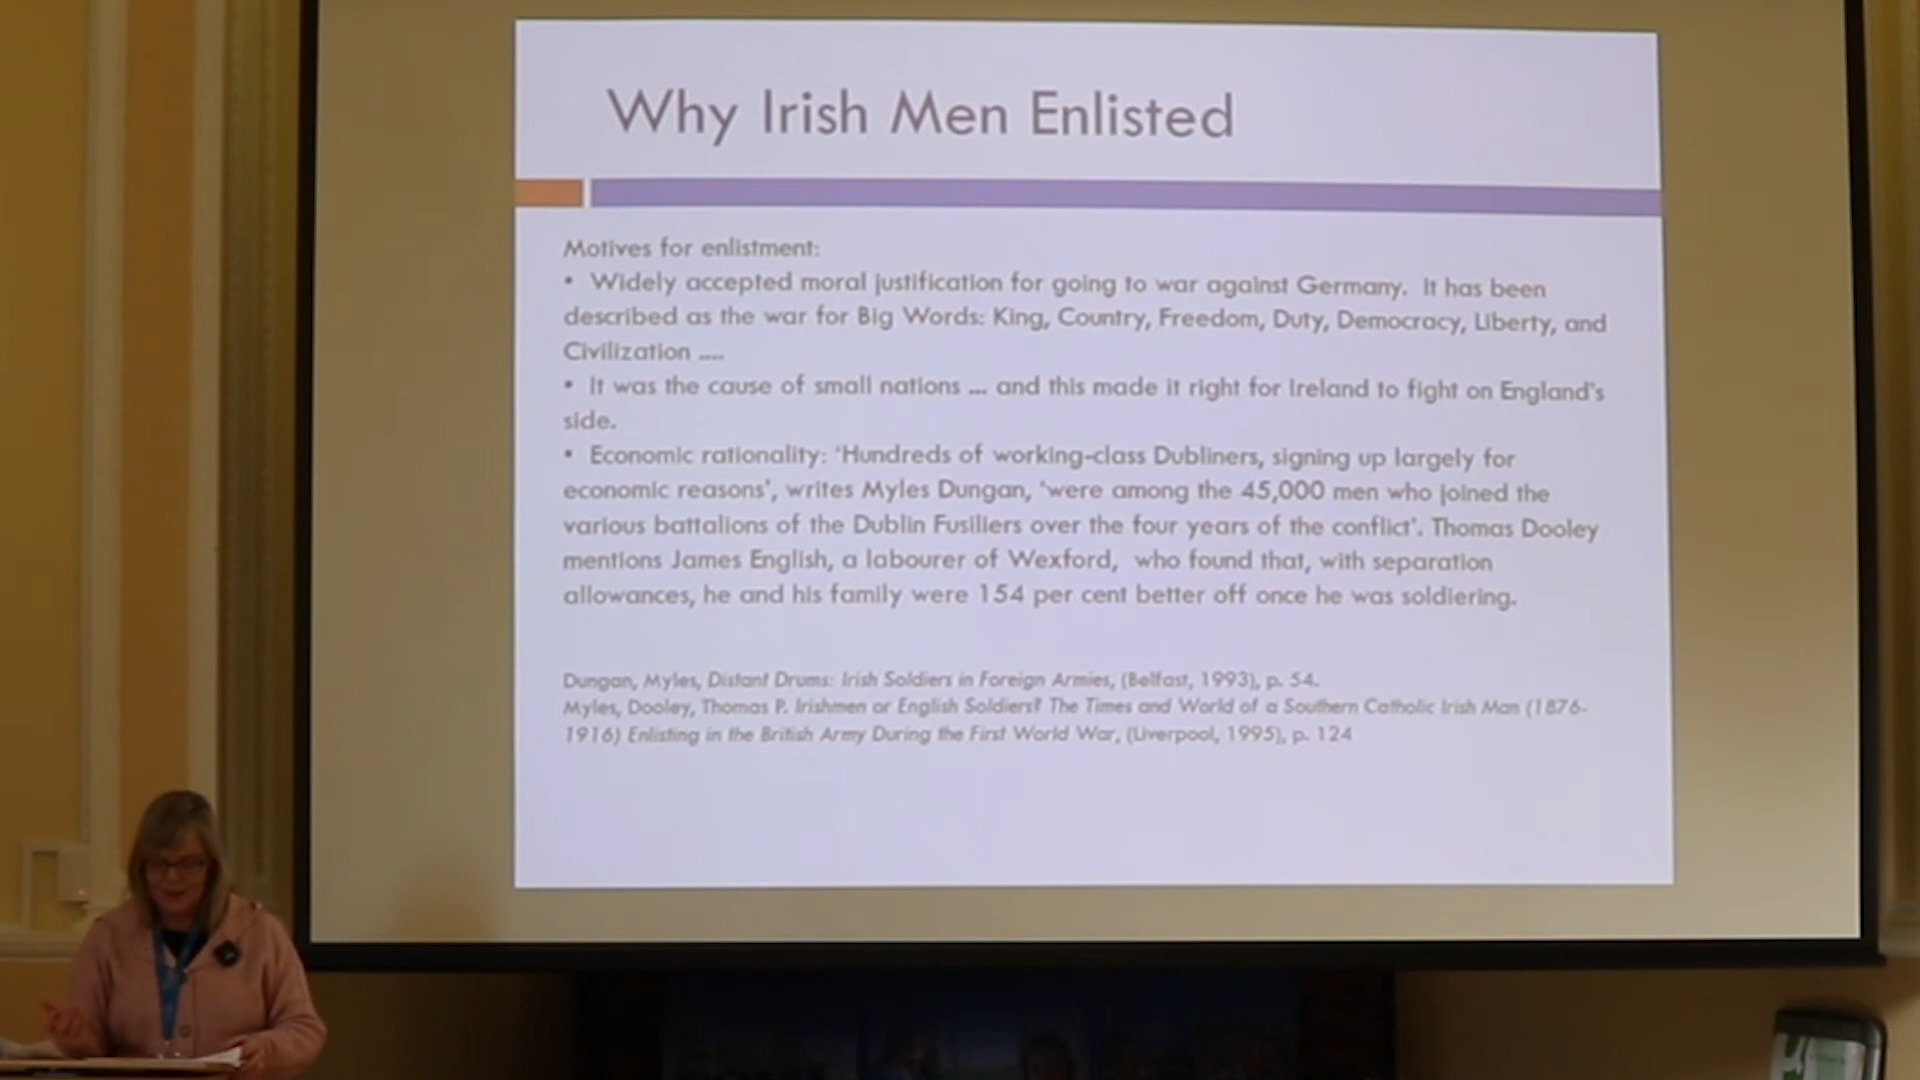 Why Irish Men Enlisted
Motives for enlistment:
• Widely accepted moral justification for going to war against Germany. It has been
described as the war for Big Words: King, Country, Freedom, Duty, Democracy, Liberty, and
Civilization ....
• It was the cause of small nations ... and this made it right for Ireland to fight on England's
side.
• Economic rationality: ‘Hundreds of working-class Dubliners, signing up largely for
economic reasons’, writes Myles Dungan, ‘were among the 45,000 men who joined the
various battalions of the Dublin Fusiliers over the four years of the conflict’. Thomas Dooley
mentions James English, a labourer of Wexford, who found that, with separation
allowances, he and his family were 154 per cent better off once he was soldiering.
Dungan, Myles, Distant Drums: Irish Soldiers in Foreign Armies, (Belfast, 1993), p. 54.
Myles, Dooley, Thomas P. Irishmen or English Soldiers? The Times and World of a Southern Catholic Irish Man (1876-
1916) Enlisting in the British Army During the First World War, (Liverpool, 1995), p. 124